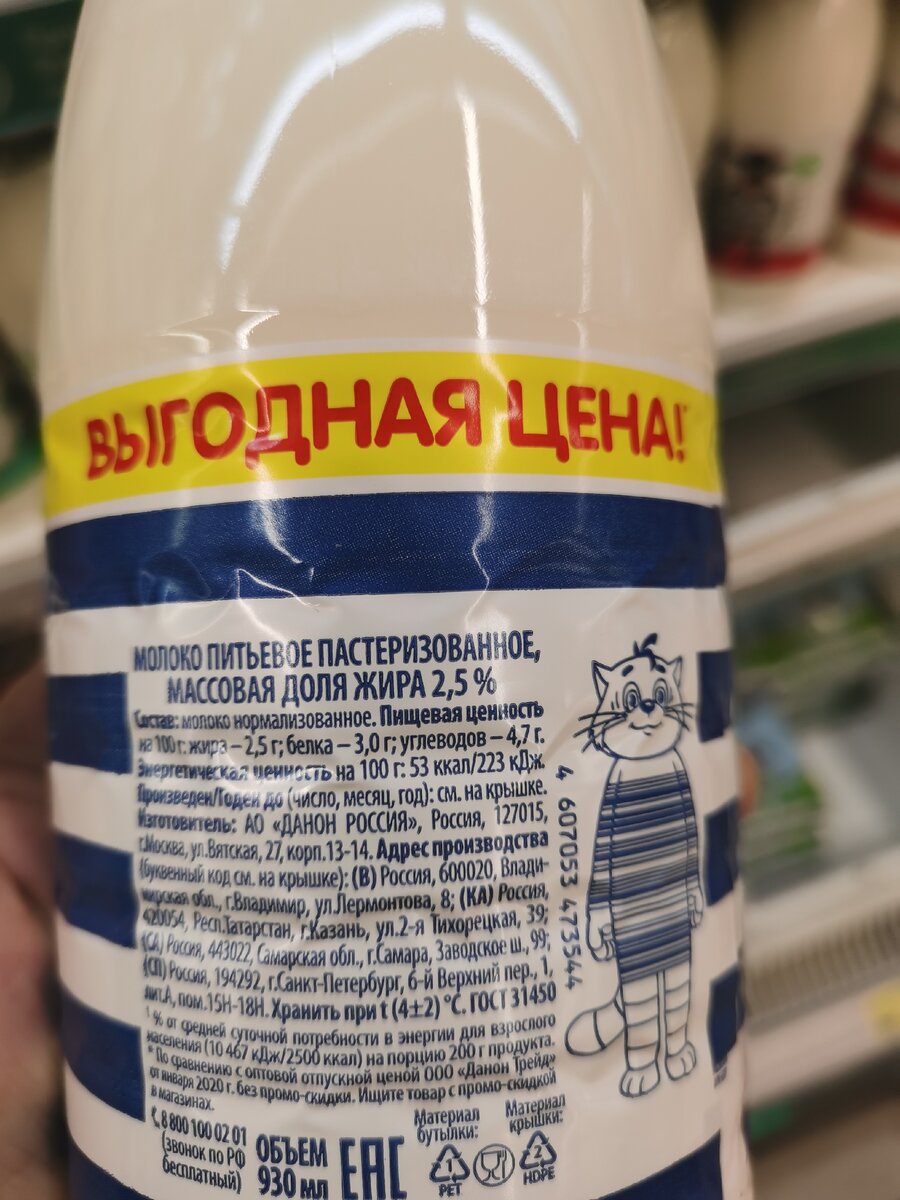 ВЫГОДНАЯ ЦЕНА!*
МОЛОКО ПИТЬЕВОЕ ПАСТЕРИЗОВАННОЕ,
МАССОВАЯ ДОЛЯ ЖИРА 2,5 %
Состав: молоко нормализованное. Пищевая ценность
на 100 г: жира – 2,5 г; белка – 3,0 г; углеводов – 4,7 г.
Энергетическая ценность на 100 г: 53 ккал/223 кДж.
Произведен/Годен до (число, месяц, год): см. на крышке.
Изготовитель: АО «ДАНОН РОССИЯ», Россия, 127015,
г.Москва, ул.Вятская, 27, корп.13-14. Адрес производства
(буквенный код см. на крышке): (В) Россия, 600020, Влади-
мирская обл., г.Владимир, ул.Лермонтова, 8; (КА) Россия,
420054, Респ.Татарстан, г.Казань, ул.2-я Тихорецкая, 39;
(СА) Россия, 443022, Самарская обл., г.Самара, Заводское ш., 99;
(СП) Россия, 194292, г.Санкт-Петербург, 6-й Верхний пер., 1,
лит.А, пом.15Н-18Н. Хранить при t (4±2) °C. ГОСТ 31450
¹ % от средней суточной потребности в энергии для взрослого
населения (10 467 кДж/2500 ккал) на порцию 200 г продукта.
* По сравнению с оптовой отпускной ценой ООО «Данон Трейд»
от января 2020 г. без промо-скидки. Ищите товар с промо-скидкой
в магазинах.
8 800 100 02 01
(звонок по РФ
бесплатный)
ОБЪЕМ
930 мл
EAC
Материал
бутылки:
1
PET
Материал
крышки:
2
HDPE
4 607053 473544